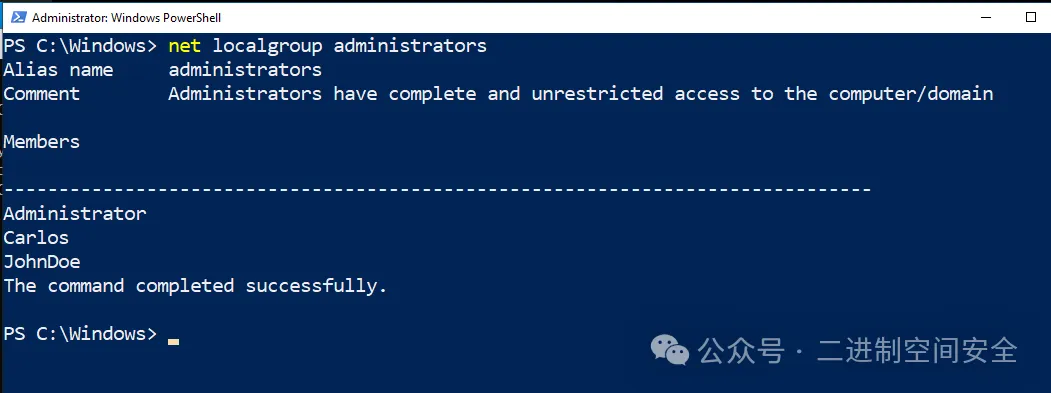 Administrator: Windows PowerShell
PS C:\Windows> net localgroup administrators
Alias name     administrators
Comment        Administrators have complete and unrestricted access to the computer/domain
Members
-------------------------------------------------------------------------------
Administrator
Carlos
JohnDoe
The command completed successfully.
PS C:\Windows>
公众号 · 二进制空间安全